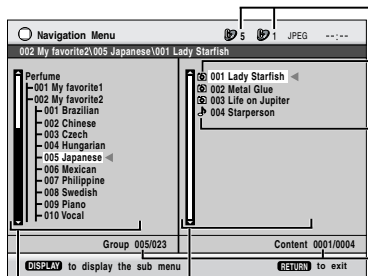 Navigation Menu 5 1 JPEG --:--
002 My favorite2\005 Japanese\001 Lady Starfish
Perfume
001 My favorite1
002 My favorite2
001 Brazilian
002 Chinese
003 Czech
004 Hungarian
005 Japanese
006 Mexican
007 Philippine
008 Swedish
009 Piano
010 Vocal
001 Lady Starfish
002 Metal Glue
003 Life on Jupiter
004 Starperson
Group 005/023
Content 0001/0004
DISPLAY to display the sub menu
RETURN to exit